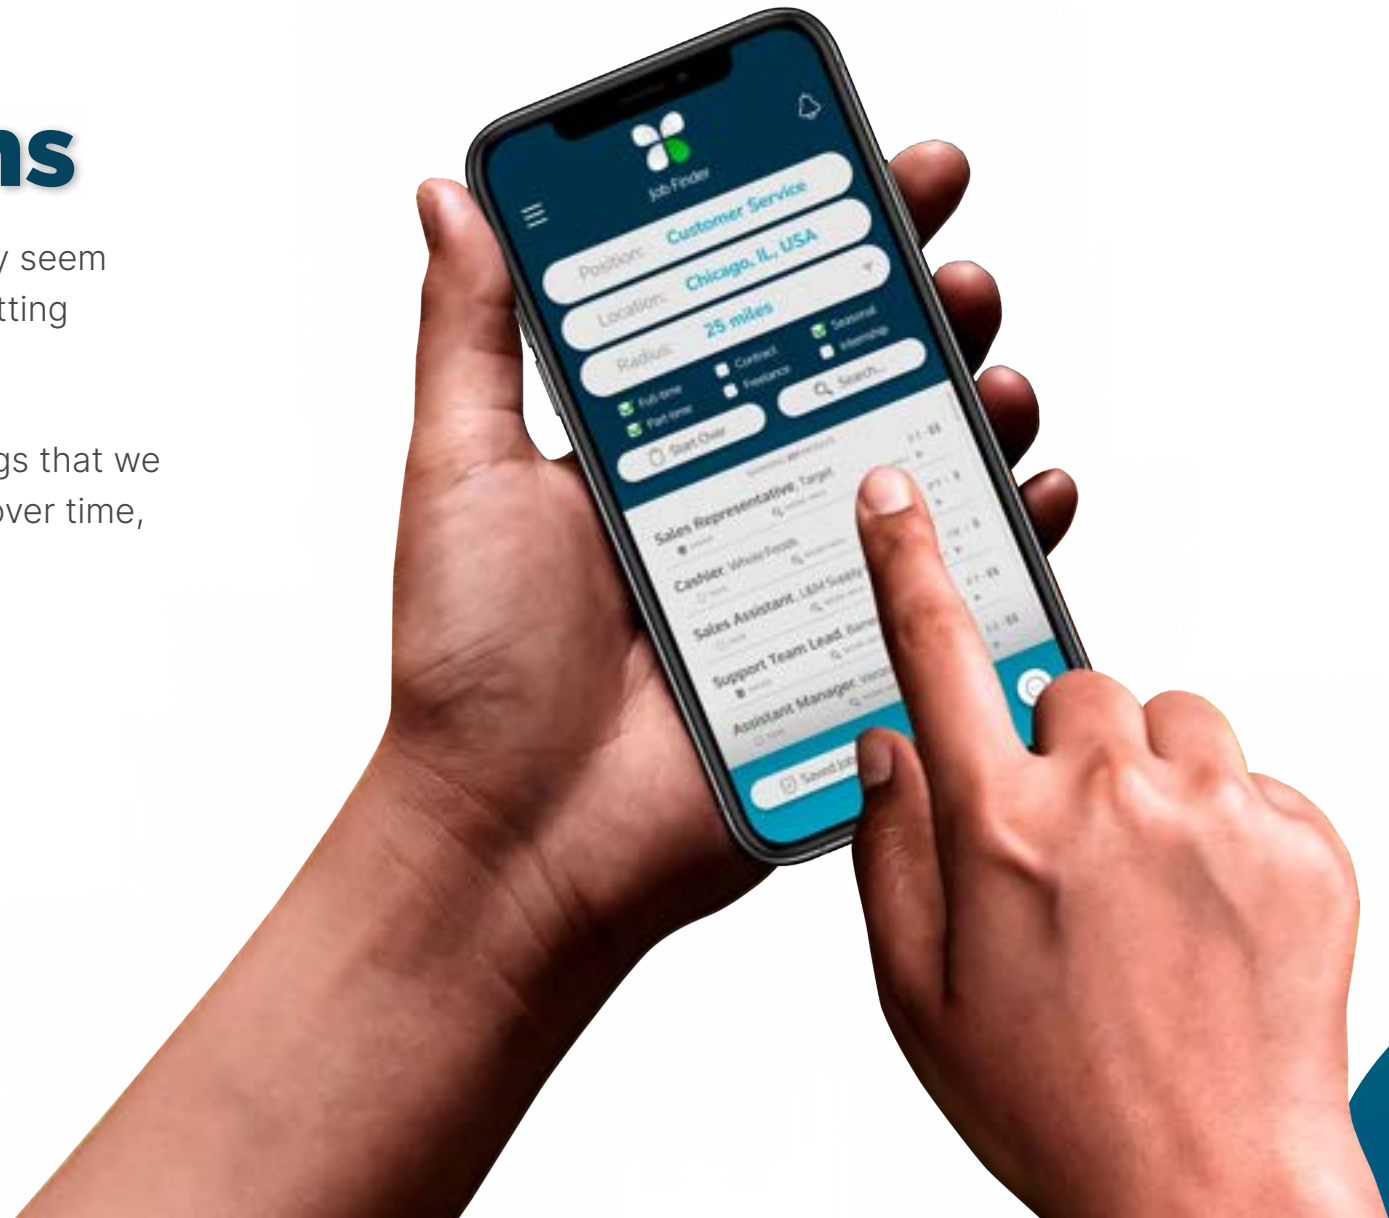 ns
y seem
tting
gs that we
over time,
Job Finder
Position: Customer Service
Location: Chicago, IL, USA
Radius: 25 miles
Full-time Contract Seasonal
Part-time Freelance Internship
Start Over Search...
Sales Representative, Target
Cashier, Whole Foods
Sales Assistant, L&M Supply
Support Team Lead
Assistant Manager
Saved Job